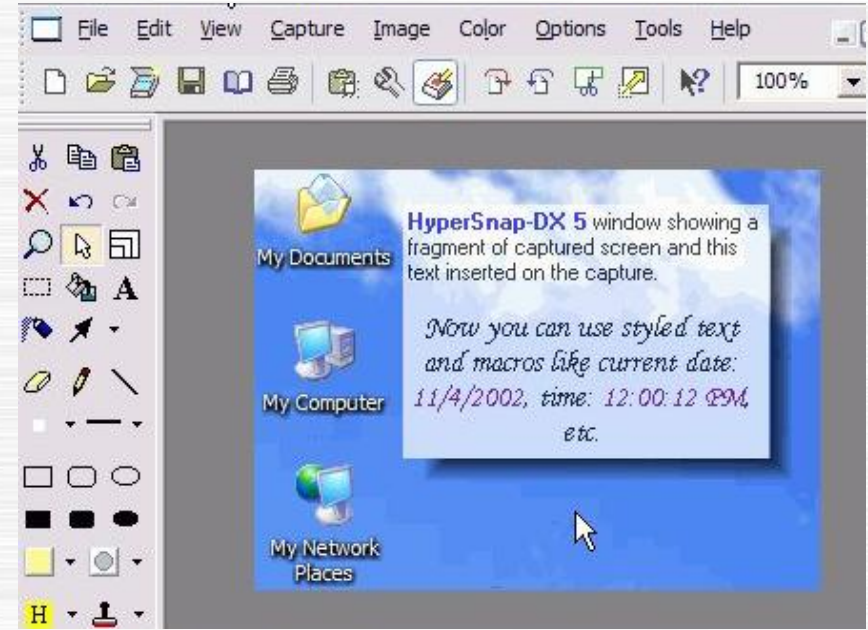 File Edit View Capture Image Color Options Tools Help
100%
A
My Documents
HyperSnap-DX 5 window showing a
fragment of captured screen and this
text inserted on the capture.
Now you can use styled text
and macros like current date:
11/4/2002, time: 12:00:12 PM,
etc.
My Computer
My Network
Places
H